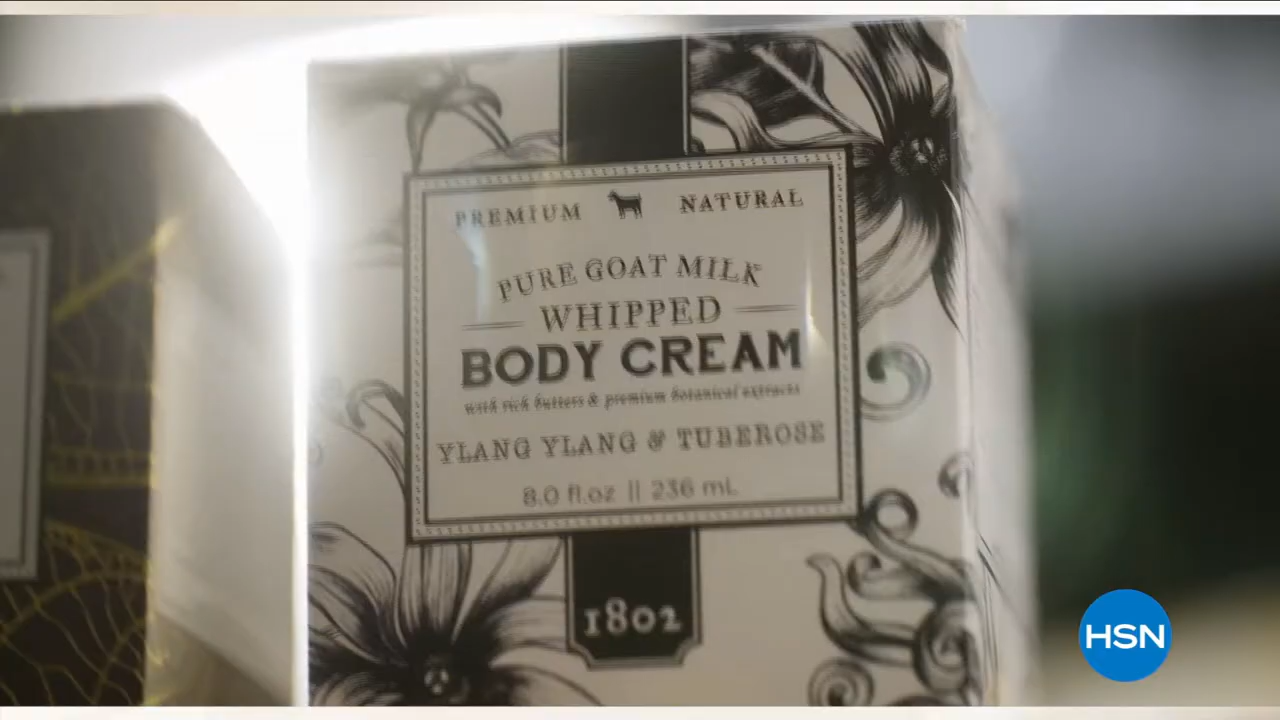 PREMIUM NATURAL
PURE GOAT MILK
WHIPPED
BODY CREAM
with rich butters & premium botanical extracts
YLANG YLANG & TUBEROSE
8.0 fl.oz || 236 mL
1802
HSN